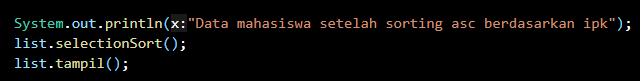 System.out.println(x:"Data mahasiswa setelah sorting asc berdasarkan ipk");
list.selectionSort();
list.tampil();